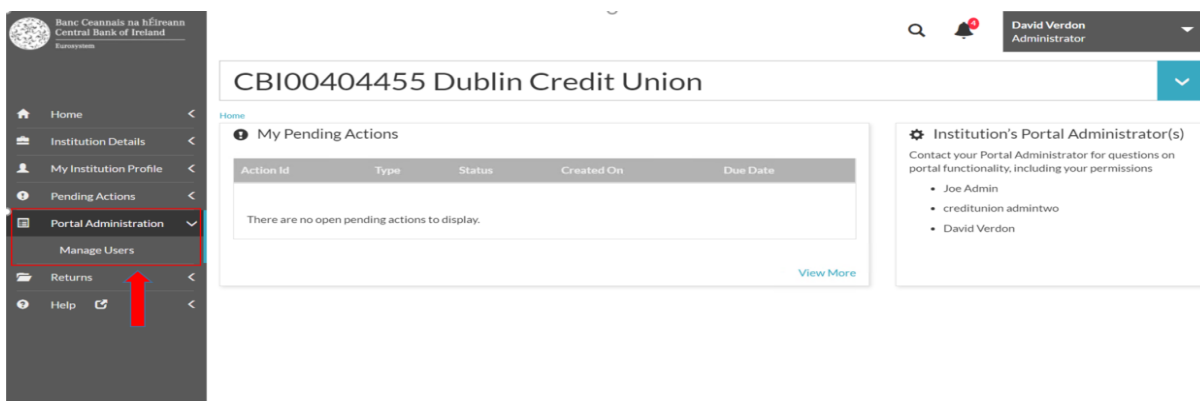 Banc Ceannais na hÉireann
Central Bank of Ireland
Eurosystem
4
David Verdon
Administrator
CBI00404455 Dublin Credit Union
Home
Institution Details
My Institution Profile
Pending Actions
Portal Administration
Manage Users
Returns
Help
Home
My Pending Actions
Action Id Type Status Created On Due Date
There are no open pending actions to display.
View More
Institution's Portal Administrator(s)
Contact your Portal Administrator for questions on
portal functionality, including your permissions
• Joe Admin
• creditunion admintwo
• David Verdon